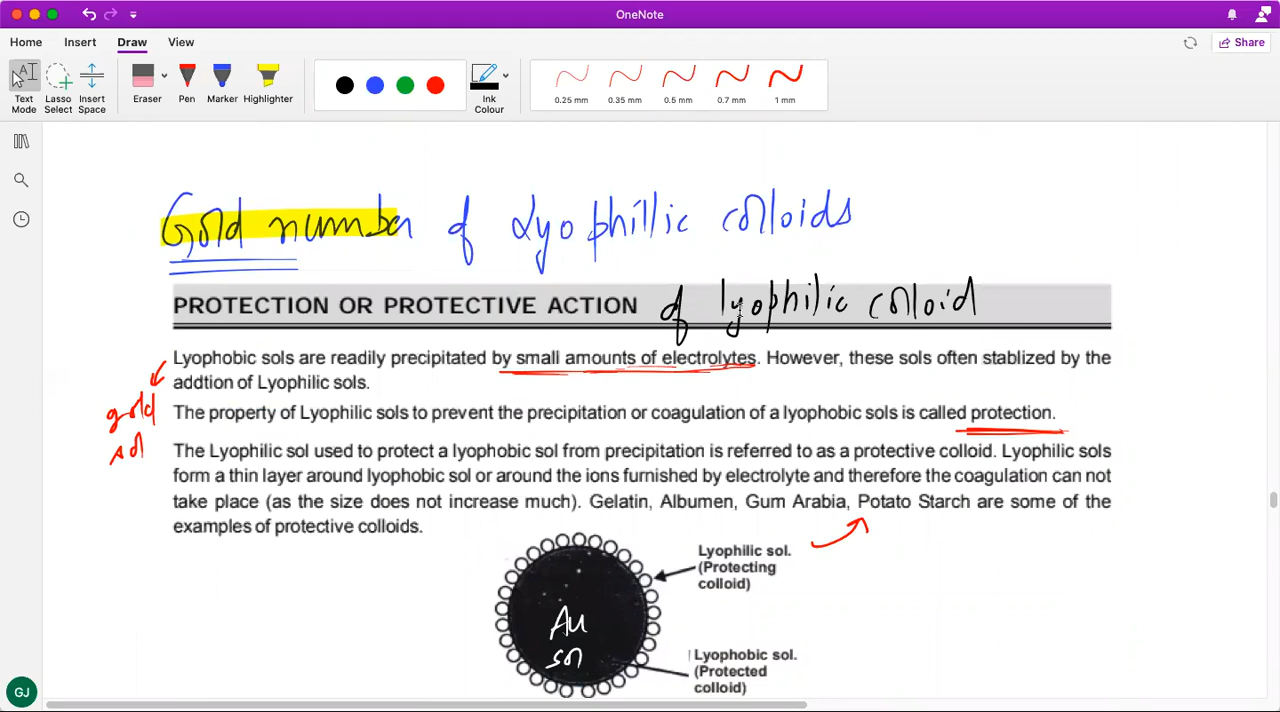 OneNote
Home Insert Draw View
Share
Text Mode
Lasso Select
Insert Space
Eraser
Pen
Marker
Highlighter
Ink Colour
0.25 mm
0.35 mm
0.5 mm
0.7 mm
1 mm
Gold number of Lyophillic colloids
PROTECTION OR PROTECTIVE ACTION of lyophilic colloid
Lyophobic sols are readily precipitated by small amounts of electrolytes. However, these sols often stablized by the
addtion of Lyophilic sols.
gold
sol
The property of Lyophilic sols to prevent the precipitation or coagulation of a lyophobic sols is called protection.
The Lyophilic sol used to protect a lyophobic sol from precipitation is referred to as a protective colloid. Lyophilic sols
form a thin layer around lyophobic sol or around the ions furnished by electrolyte and therefore the coagulation can not
take place (as the size does not increase much). Gelatin, Albumen, Gum Arabia, Potato Starch are some of the
examples of protective colloids.
Lyophilic sol.
(Protecting
colloid)
Au
sol
Lyophobic sol.
(Protected
colloid)
GJ